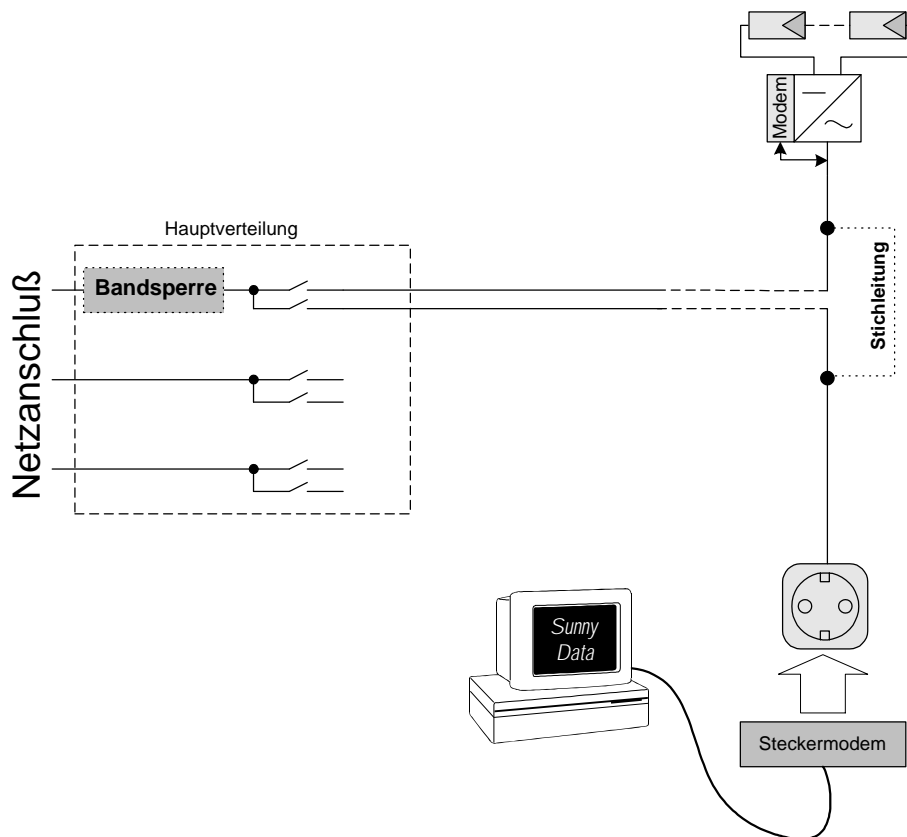 Modem
Hauptverteilung
Netzanschluß
Bandsperre
Stichleitung
Sunny
Data
Steckermodem